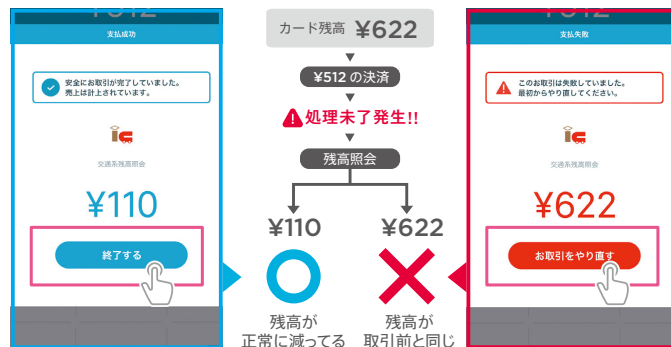 ¥512
支払成功
安全にお取引が完了していました。
売上は計上されています。
交通系残高照会
¥110
終了する
カード残高 ¥622
¥512 の決済
処理未了発生!!
残高照会
¥110
¥622
残高が
正常に減ってる
残高が
取引前と同じ
¥512
支払失敗
このお取引は失敗していました。
最初からやり直してください。
交通系残高照会
¥622
お取引をやり直す